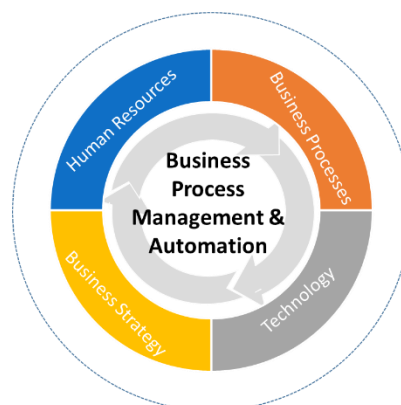 Human Resources
Business Processes
Business
Process
Management &
Automation
Business Strategy
Technology